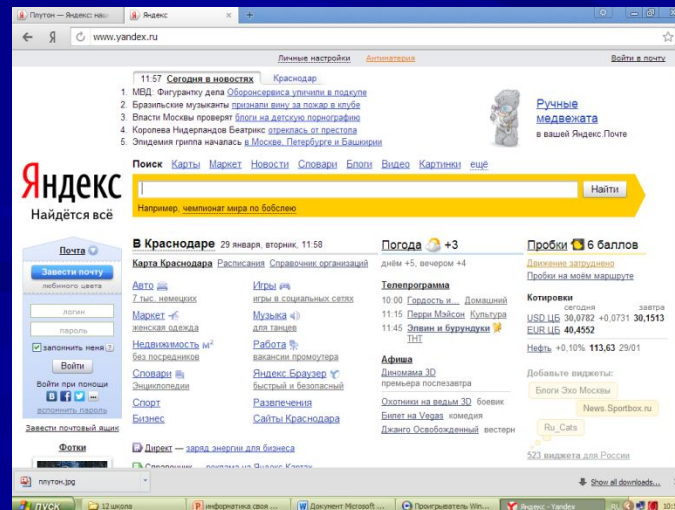 Плутон — Яндекс: наш
Яндекс
www.yandex.ru
Личные настройки
Антиматерия
Войти в почту
11:57 Сегодня в новостях Краснодар
1. МВД: Фигурантку дела Оборонсервиса уличили в подкупе
2. Бразильские музыканты признали вину за пожар в клубе
3. Власти Москвы проверят блоги на детскую порнографию
4. Королева Нидерландов Беатрикс отреклась от престола
5. Эпидемия гриппа началась в Москве, Петербурге и Башкирии
Ручные
медвежата
в вашей Яндекс.Почте
Яндекс
Найдётся всё
Поиск Карты Маркет Новости Словари Блоги Видео Картинки ещё
Найти
Например, чемпионат мира по бобслею
Почта
Завести почту
любимого цвета
логин
пароль
запомнить меня
Войти
Войти при помощи
вспомнить пароль
Завести почтовый ящик
Фотки
В Краснодаре 29 января, вторник, 11:58
Карта Краснодара Расписания Справочник организаций
Авто
7 тыс. немецких
Маркет
женская одежда
Недвижимость м²
без посредников
Словари
Энциклопедии
Спорт
Бизнес
Игры
игры в социальных сетях
Музыка
для танцев
Работа
вакансии промоутера
Яндекс.Браузер
быстрый и безопасный
Развлечения
Сайты Краснодара
Директ — заряд энергии для бизнеса
Справочник — реклама на Яндекс.Картах
Погода +3
днём +5, вечером +4
Телепрограмма
10:00 Гордость и... Домашний
11:15 Перри Мэйсон Культура
11:45 Элвин и бурундуки
ТНТ
Афиша
Диномама 3D
премьера послезавтра
Охотники на ведьм 3D боевик
Билет на Vegas комедия
Джанго Освобожденный вестерн
Пробки 6 баллов
Движение затруднено
Пробки на моём маршруте
Котировки
сегодня завтра
USD ЦБ 30,0782 +0,0731 30,1513
EUR ЦБ 40,4552
Нефть +0,10% 113,63 29/01
Добавьте виджеты:
Блоги Эхо Москвы
News.Sportbox.ru
Ru_Cats
523 виджета для России
плутон.jpg
Show all downloads...
пуск
12 школа
информатика своя ...
Документ Microsoft ...
Проигрыватель Win...
Яндекс - Yandex